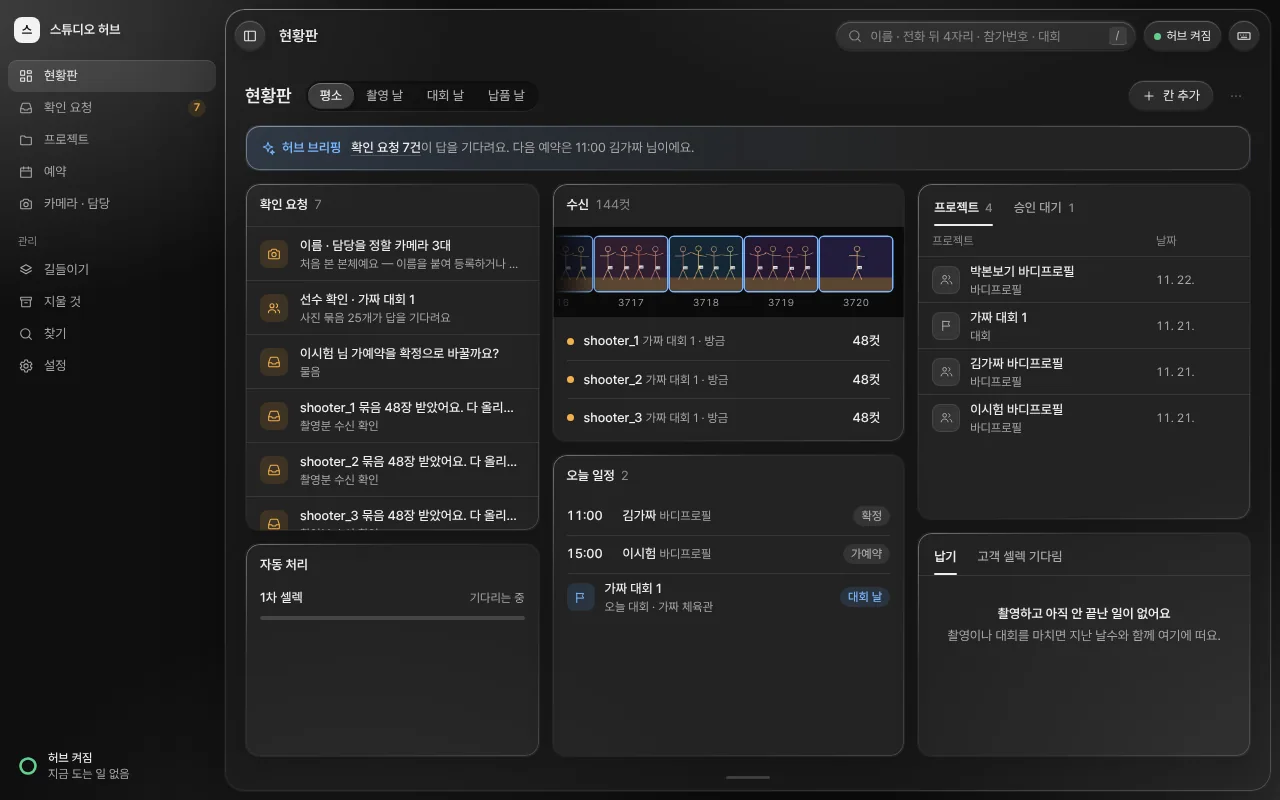 스
스튜디오 허브
현황판
확인 요청
7
프로젝트
예약
카메라 · 담당
관리
길들이기
지울 것
찾기
설정
허브 켜짐
지금 도는 일 없음
현황판
이름 · 전화 뒤 4자리 · 참가번호 · 대회
/
허브 켜짐
현황판
평소
촬영 날
대회 날
납품 날
칸 추가
허브 브리핑 확인 요청 7건이 답을 기다려요. 다음 예약은 11:00 김가짜 님이에요.
확인 요청 7
이름 · 담당을 정할 카메라 3대
처음 본 본체예요 — 이름을 붙여 등록하거나 ...
선수 확인 · 가짜 대회 1
사진 묶음 25개가 답을 기다려요
이시험 님 가예약을 확정으로 바꿀까요?
물음
shooter_1 묶음 48장 받았어요. 다 올리...
촬영분 수신 확인
shooter_2 묶음 48장 받았어요. 다 올리...
촬영분 수신 확인
shooter_3 묶음 48장 받았어요. 다 올리...
자동 처리
1차 셀렉
기다리는 중
수신 144컷
3717
3718
3719
3720
shooter_1 가짜 대회 1 · 방금 48컷
shooter_2 가짜 대회 1 · 방금 48컷
shooter_3 가짜 대회 1 · 방금 48컷
오늘 일정 2
11:00 김가짜 바디프로필 확정
15:00 이시험 바디프로필 가예약
가짜 대회 1
오늘 대회 · 가짜 체육관
대회 날
프로젝트 4
승인 대기 1
프로젝트
날짜
박본보기 바디프로필
바디프로필
11. 22.
가짜 대회 1
대회
11. 21.
김가짜 바디프로필
바디프로필
11. 21.
이시험 바디프로필
바디프로필
11. 21.
납기
고객 셀렉 기다림
촬영하고 아직 안 끝난 일이 없어요
촬영이나 대회를 마치면 지난 날수와 함께 여기에 떠요.